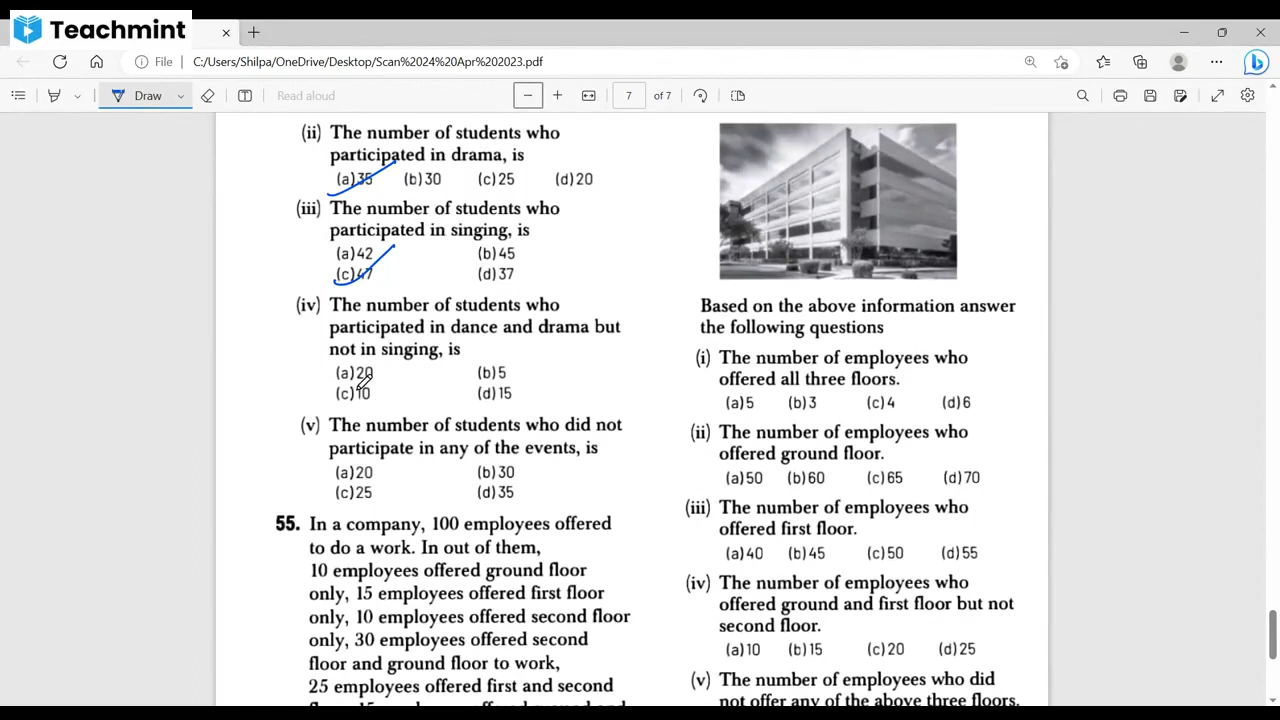 Teachmint
File
C:/Users/Shilpa/OneDrive/Desktop/Scan%2024%20Apr%202023.pdf
Draw
Read aloud
7 of 7
(ii) The number of students who
participated in drama, is
(a)35 (b)30 (c)25 (d)20
(iii) The number of students who
participated in singing, is
(a)42 (b)45
(c)47 (d)37
(iv) The number of students who
participated in dance and drama but
not in singing, is
(a)20 (b)5
(c)10 (d)15
(v) The number of students who did not
participate in any of the events, is
(a)20 (b)30
(c)25 (d)35
55. In a company, 100 employees offered
to do a work. In out of them,
10 employees offered ground floor
only, 15 employees offered first floor
only, 10 employees offered second floor
only, 30 employees offered second
floor and ground floor to work,
25 employees offered first and second
Based on the above information answer
the following questions
(i) The number of employees who
offered all three floors.
(a)5 (b)3 (c)4 (d)6
(ii) The number of employees who
offered ground floor.
(a)50 (b)60 (c)65 (d)70
(iii) The number of employees who
offered first floor.
(a)40 (b)45 (c)50 (d)55
(iv) The number of employees who
offered ground and first floor but not
second floor.
(a)10 (b)15 (c)20 (d)25
(v) The number of employees who did
not offer any of the above three floors.